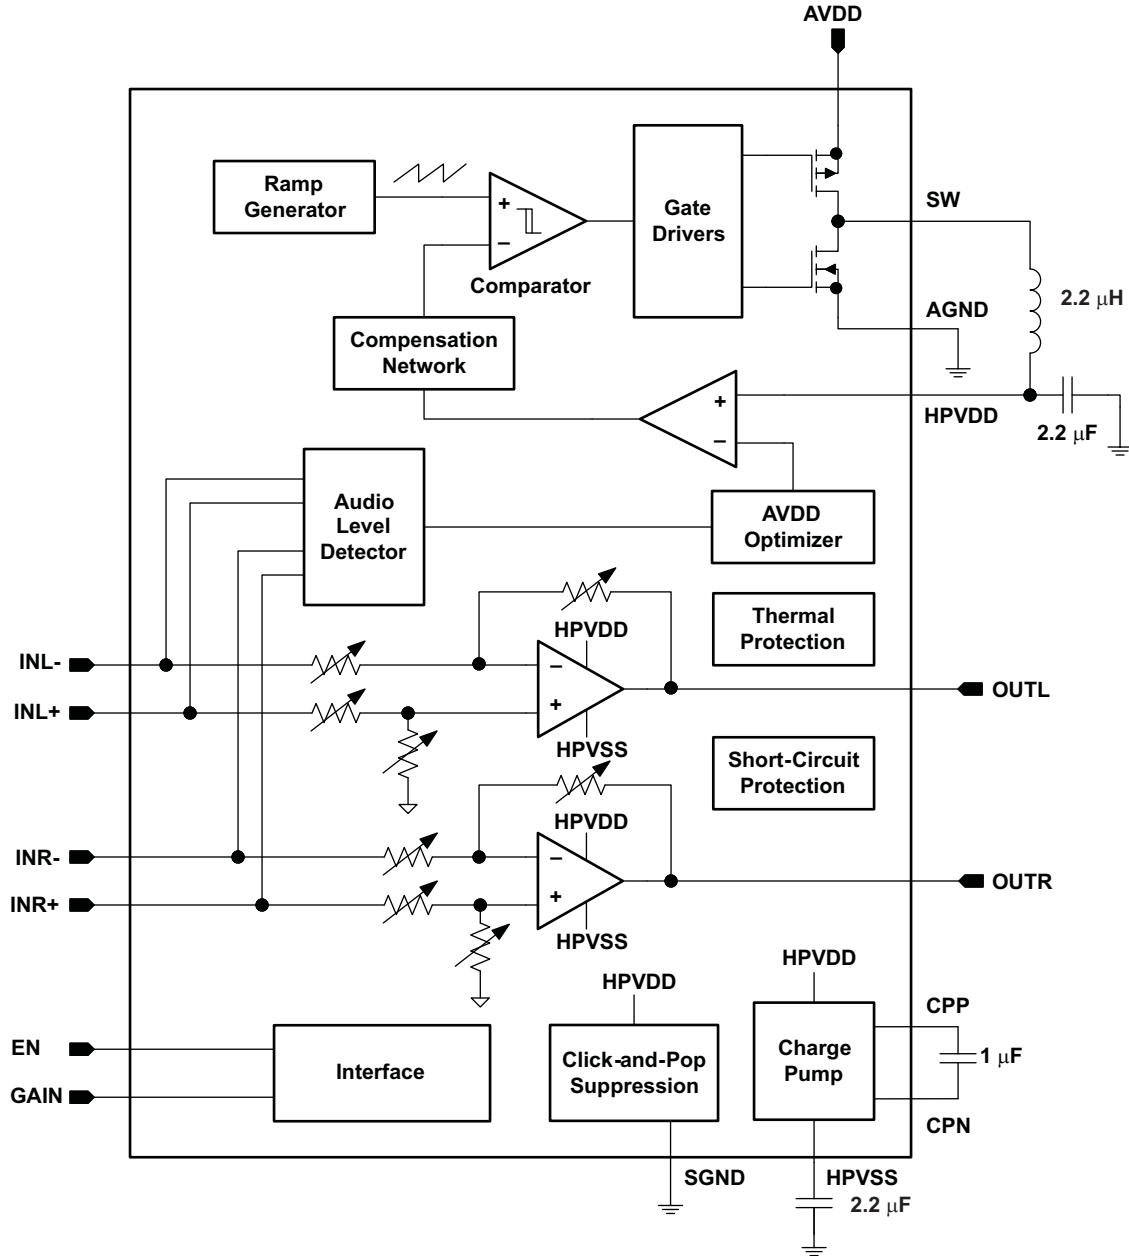 AVDD
Ramp
Generator
+
−
Comparator
Gate
Drivers
SW
2.2 μH
AGND
Compensation
Network
+
−
HPVDD
2.2 μF
Audio
Level
Detector
AVDD
Optimizer
Thermal
Protection
HPVDD
INL-
INL+
−
+
HPVSS
OUTL
Short-Circuit
Protection
HPVDD
INR-
INR+
−
+
HPVSS
OUTR
HPVDD
HPVDD
CPP
EN
GAIN
Interface
Click-and-Pop
Suppression
Charge
Pump
1 μF
CPN
SGND
HPVSS
2.2 μF